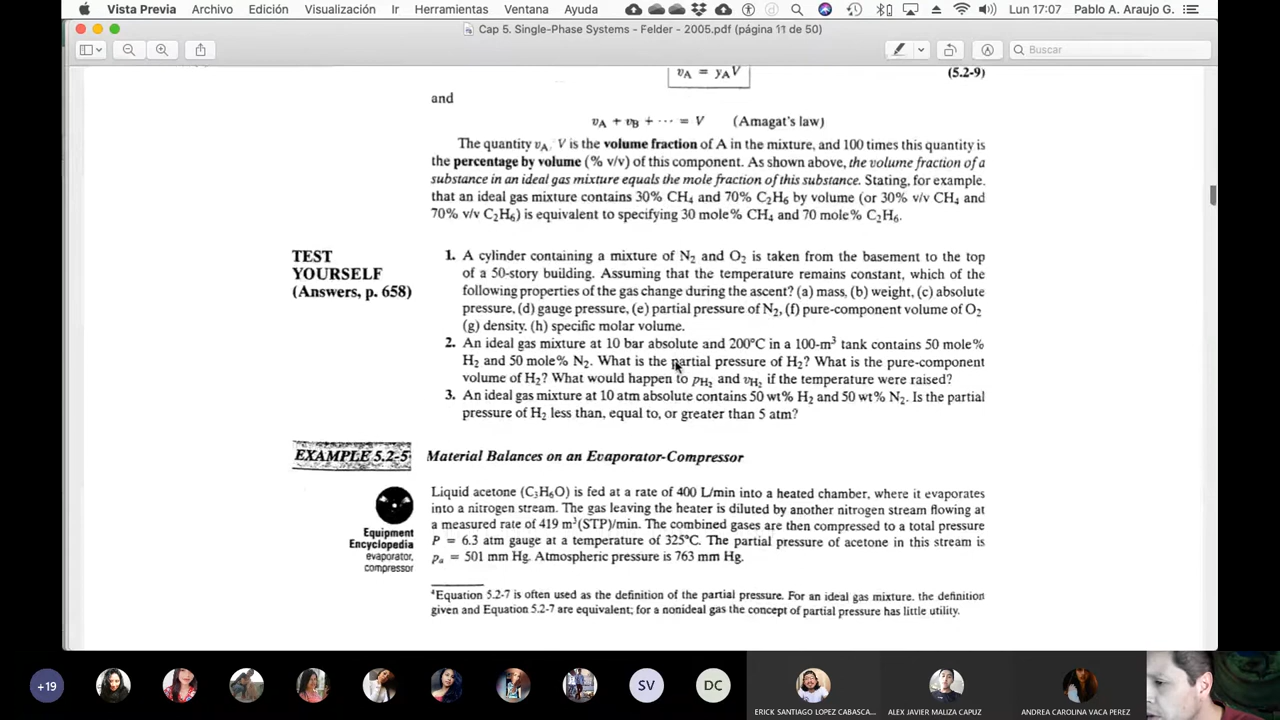 Vista Previa Archivo Edición Visualización Ir Herramientas Ventana Ayuda Lun 17:07 Pablo A. Araujo G.
Cap 5. Single-Phase Systems - Felder - 2005.pdf (página 11 de 50)
Buscar
υA = yAV (5.2-9)
and
υA + υB + ··· = V (Amagat's law)
The quantity υA V is the volume fraction of A in the mixture, and 100 times this quantity is
the percentage by volume (% v/v) of this component. As shown above, the volume fraction of a
substance in an ideal gas mixture equals the mole fraction of this substance. Stating, for example.
that an ideal gas mixture contains 30% CH4 and 70% C2H6 by volume (or 30% v/v CH4 and
70% v/v C2H6) is equivalent to specifying 30 mole% CH4 and 70 mole% C2H6.
TEST
YOURSELF
(Answers, p. 658)
1. A cylinder containing a mixture of N2 and O2 is taken from the basement to the top
of a 50-story building. Assuming that the temperature remains constant, which of the
following properties of the gas change during the ascent? (a) mass, (b) weight, (c) absolute
pressure, (d) gauge pressure, (e) partial pressure of N2, (f) pure-component volume of O2
(g) density, (h) specific molar volume.
2. An ideal gas mixture at 10 bar absolute and 200°C in a 100-m3 tank contains 50 mole%
H2 and 50 mole% N2. What is the partial pressure of H2? What is the pure-component
volume of H2? What would happen to pH2 and υH2 if the temperature were raised?
3. An ideal gas mixture at 10 atm absolute contains 50 wt% H2 and 50 wt% N2. Is the partial
pressure of H2 less than, equal to, or greater than 5 atm?
EXAMPLE 5.2-5 Material Balances on an Evaporator-Compressor
Equipment
Encyclopedia
evaporator,
compressor
Liquid acetone (C3H6O) is fed at a rate of 400 L/min into a heated chamber, where it evaporates
into a nitrogen stream. The gas leaving the heater is diluted by another nitrogen stream flowing at
a measured rate of 419 m3(STP)/min. The combined gases are then compressed to a total pressure
P = 6.3 atm gauge at a temperature of 325°C. The partial pressure of acetone in this stream is
pa = 501 mm Hg. Atmospheric pressure is 763 mm Hg.
4Equation 5.2-7 is often used as the definition of the partial pressure. For an ideal gas mixture. the definition
given and Equation 5.2-7 are equivalent; for a nonideal gas the concept of partial pressure has little utility.
+19
SV
DC
ERICK SANTIAGO LOPEZ CABASCA...
ALEX JAVIER MALIZA CAPUZ
ANDREA CAROLINA VACA PEREZ